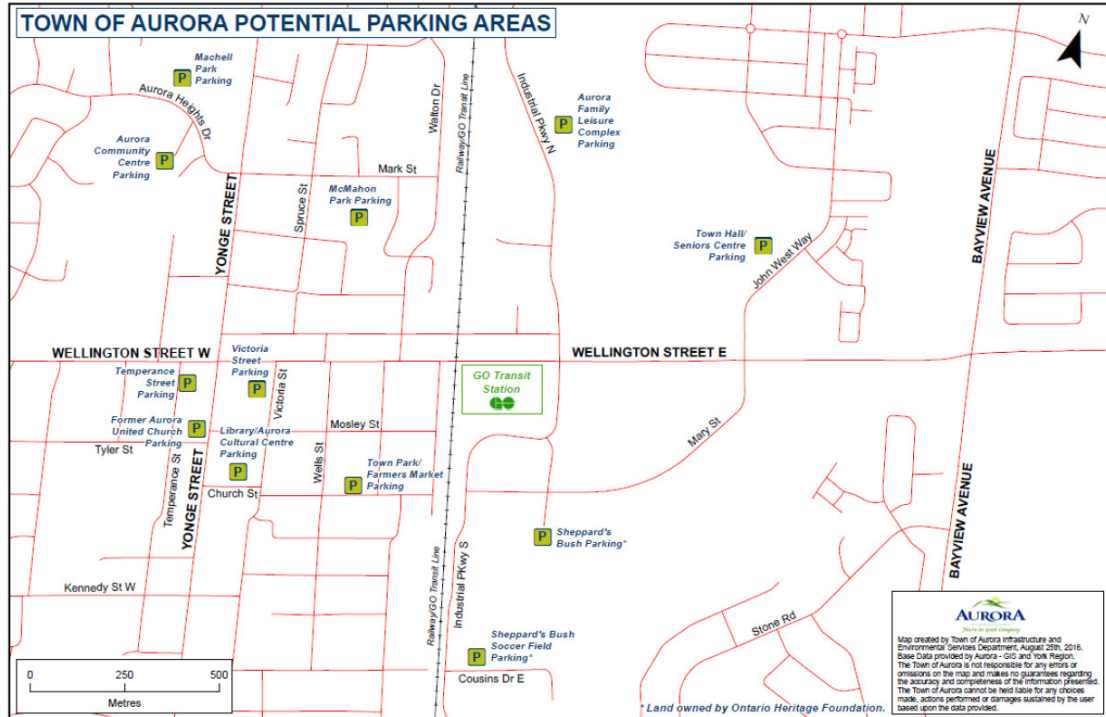 TOWN OF AURORA POTENTIAL PARKING AREAS
N
Machell
Park
Parking
P
Aurora Heights Dr
Aurora
Community
Centre
Parking
P
YONGE STREET
Spruce St
Mark St
McMahon
Park Parking
P
Walton Dr
Railway/GO Transit Line
Industrial Pkwy N
P
Aurora
Family
Leisure
Complex
Parking
Town Hall/
Seniors Centre
Parking
P
John West Way
BAYVIEW AVENUE
WELLINGTON STREET W
WELLINGTON STREET E
Temperance
Street
Parking
P
Victoria
Street
Parking
P
Victoria St
GO Transit
Station
GO
Former Aurora
United Church
Parking
P
Library/Aurora
Cultural Centre
Parking
P
Tyler St
Temperance St
YONGE STREET
Church St
Wells St
Mosley St
Town Park/
Farmers Market
Parking
P
Mary St
BAYVIEW AVENUE
P
Sheppard's
Bush Parking*
Kennedy St W
Railway/GO Transit Line
Industrial PKwy S
Sheppard's Bush
Soccer Field
Parking*
P
Cousins Dr E
Stone Rd
0 250 500
Metres
* Land owned by Ontario Heritage Foundation.
AURORA
You're in Good Company
Map created by Town of Aurora Infrastructure and
Environmental Services Department, August 25th, 2016.
Base Data provided by Aurora - GIS and York Region.
The Town of Aurora is not responsible for any errors or
omissions on the map and makes no guarantees regarding
the accuracy and completeness of the information presented.
The Town of Aurora cannot be held liable for any choices
made, actions performed or damages sustained by the user
based upon the data provided.